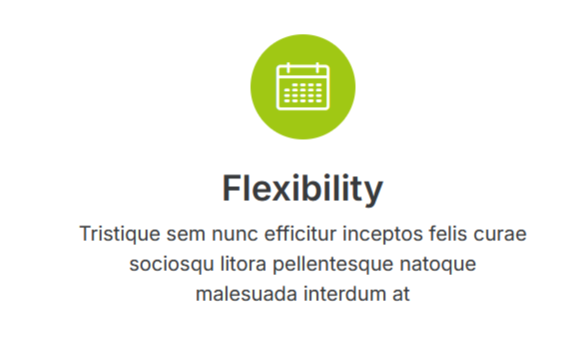 Flexibility
Tristique sem nunc efficitur inceptos felis curae
sociosqu litora pellentesque natoque
malesuada interdum at